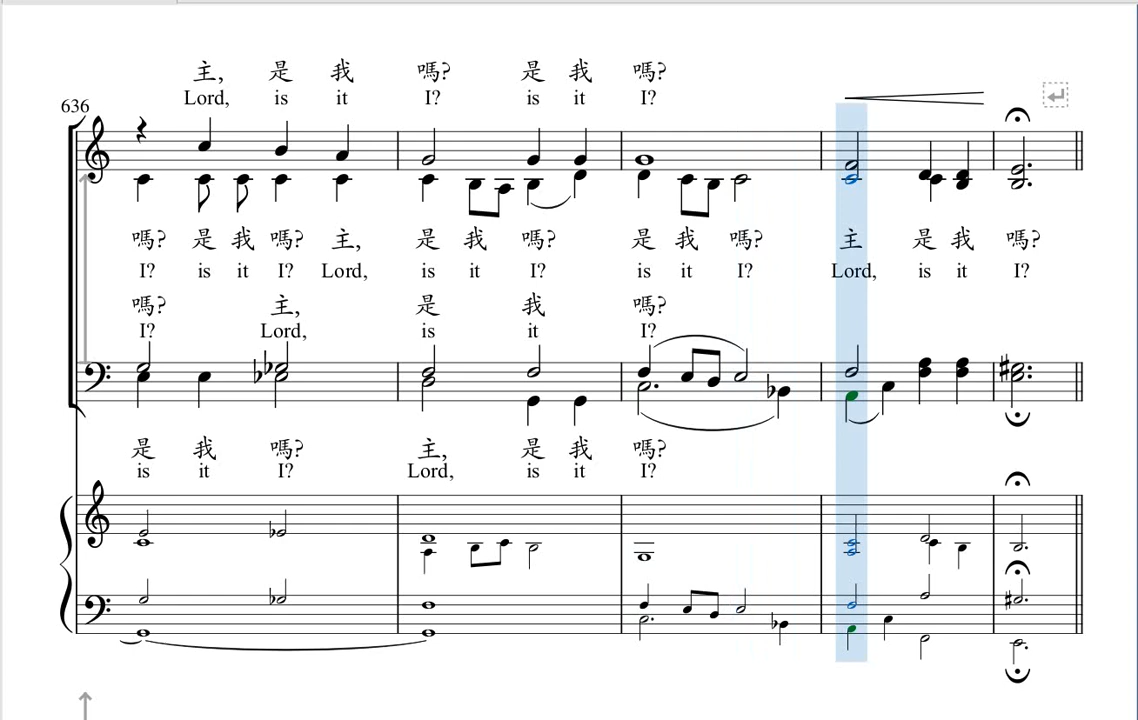 主, 是 我 嗎? 是 我 嗎?
Lord, is it I? is it I?
636
嗎? 是 我 嗎? 主, 是 我 嗎? 是 我 嗎? 主 是 我 嗎?
I? is it I? Lord, is it I? is it I? Lord, is it I?
嗎? 主, 是 我 嗎?
I? Lord, is it I?
是 我 嗎? 主, 是 我 嗎?
is it I? Lord, is it I?